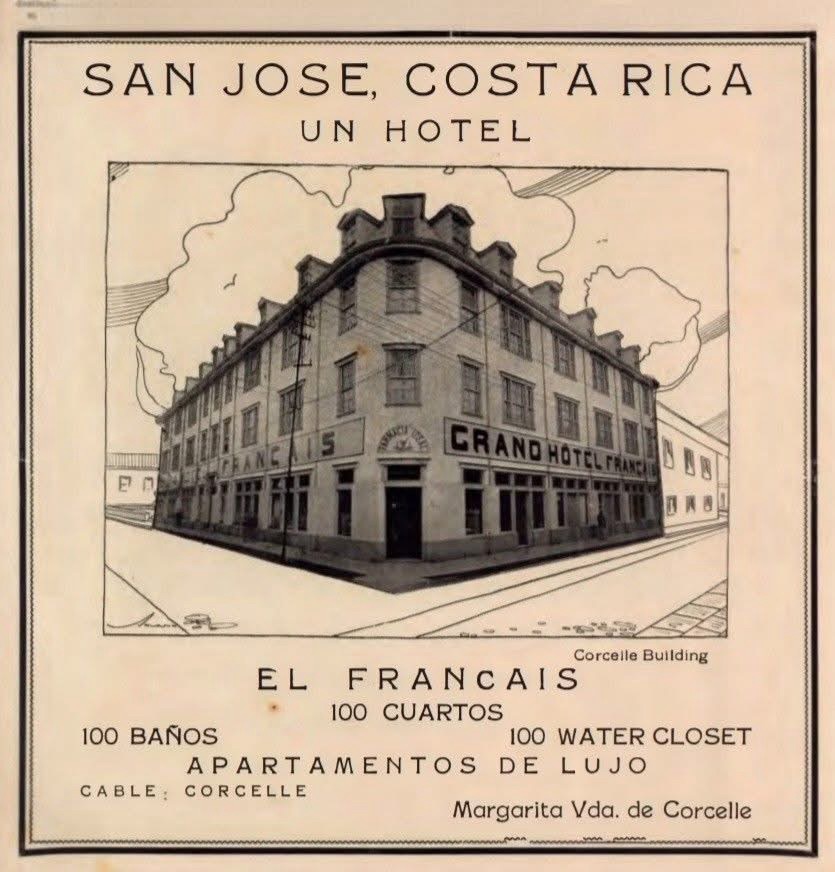 SAN JOSE, COSTA RICA
UN HOTEL
FRANCAIS
GRAND HÔTEL FRANCAIS
Corcelle Building
EL FRANCAIS
100 CUARTOS
100 BAÑOS 100 WATER CLOSET
APARTAMENTOS DE LUJO
CABLE: CORCELLE
Margarita Vda. de Corcelle